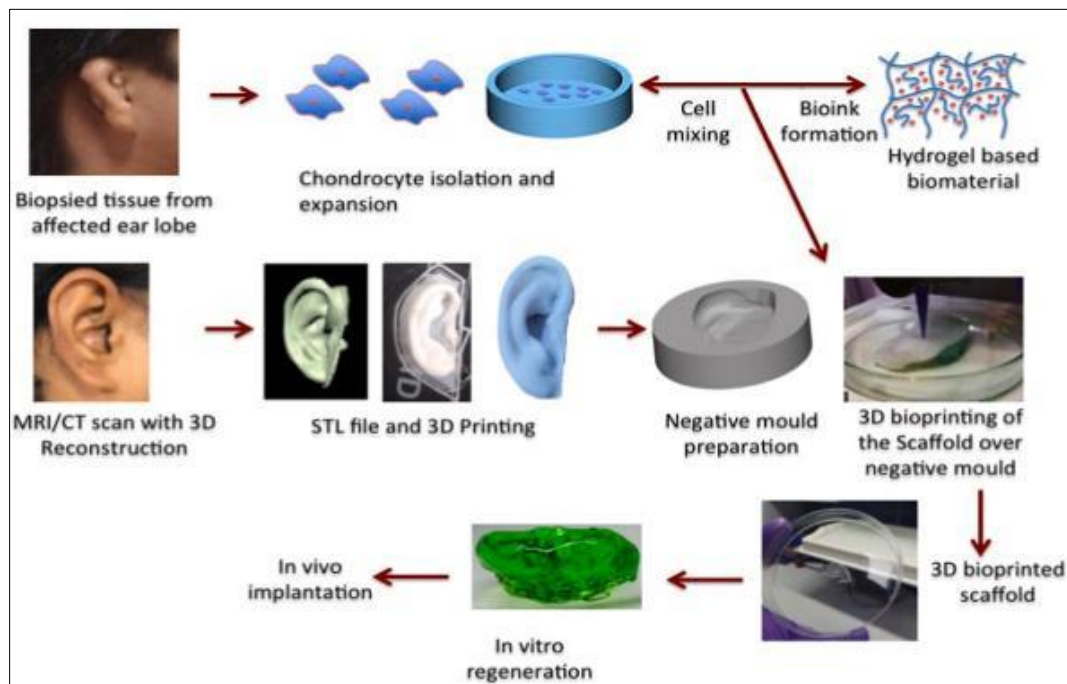 Cell
mixing
Bioink
formation
Hydrogel based
biomaterial
Chondrocyte isolation and
expansion
Biopsied tissue from
affected ear lobe
MRI/CT scan with 3D
Reconstruction
STL file and 3D Printing
Negative mould
preparation
3D bioprinting of
the Scaffold over
negative mould
3D bioprinted
scaffold
In vitro
regeneration
In vivo
implantation